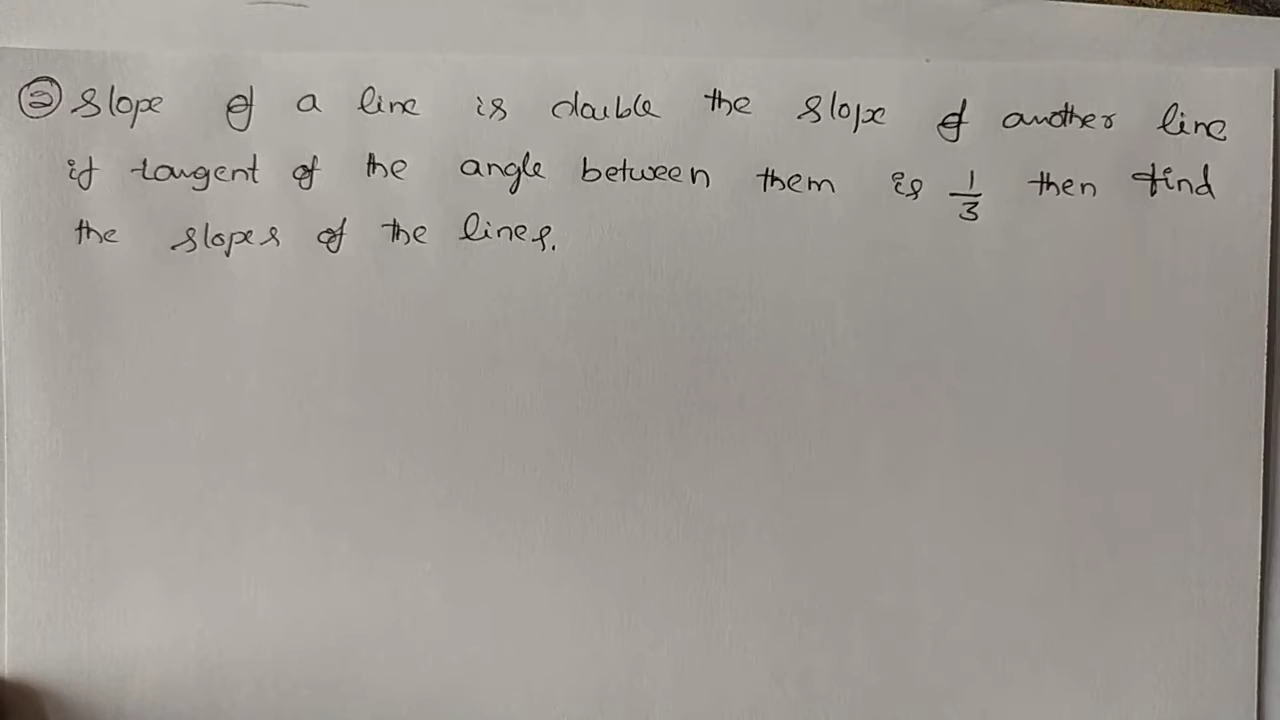 ② Slope of a line is double the slope of another line
if tangent of the angle between them is 1/3 then find
the slopes of the lines.